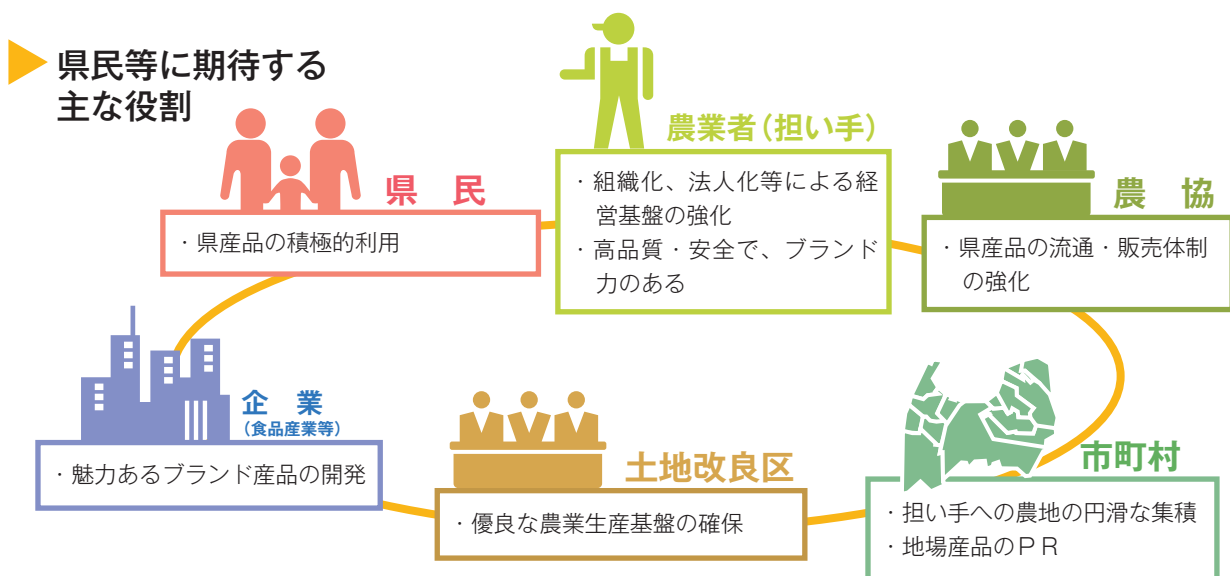 県民等に期待する
主な役割
県　民
・県産品の積極的利用
農業者（担い手）
・組織化、法人化等による経
営基盤の強化
・高品質・安全で、ブランド
力のある
農　協
・県産品の流通・販売体制
の強化
企　業
（食品産業等）
・魅力あるブランド産品の開発
土地改良区
・優良な農業生産基盤の確保
市町村
・担い手への農地の円滑な集積
・地場産品のＰＲ